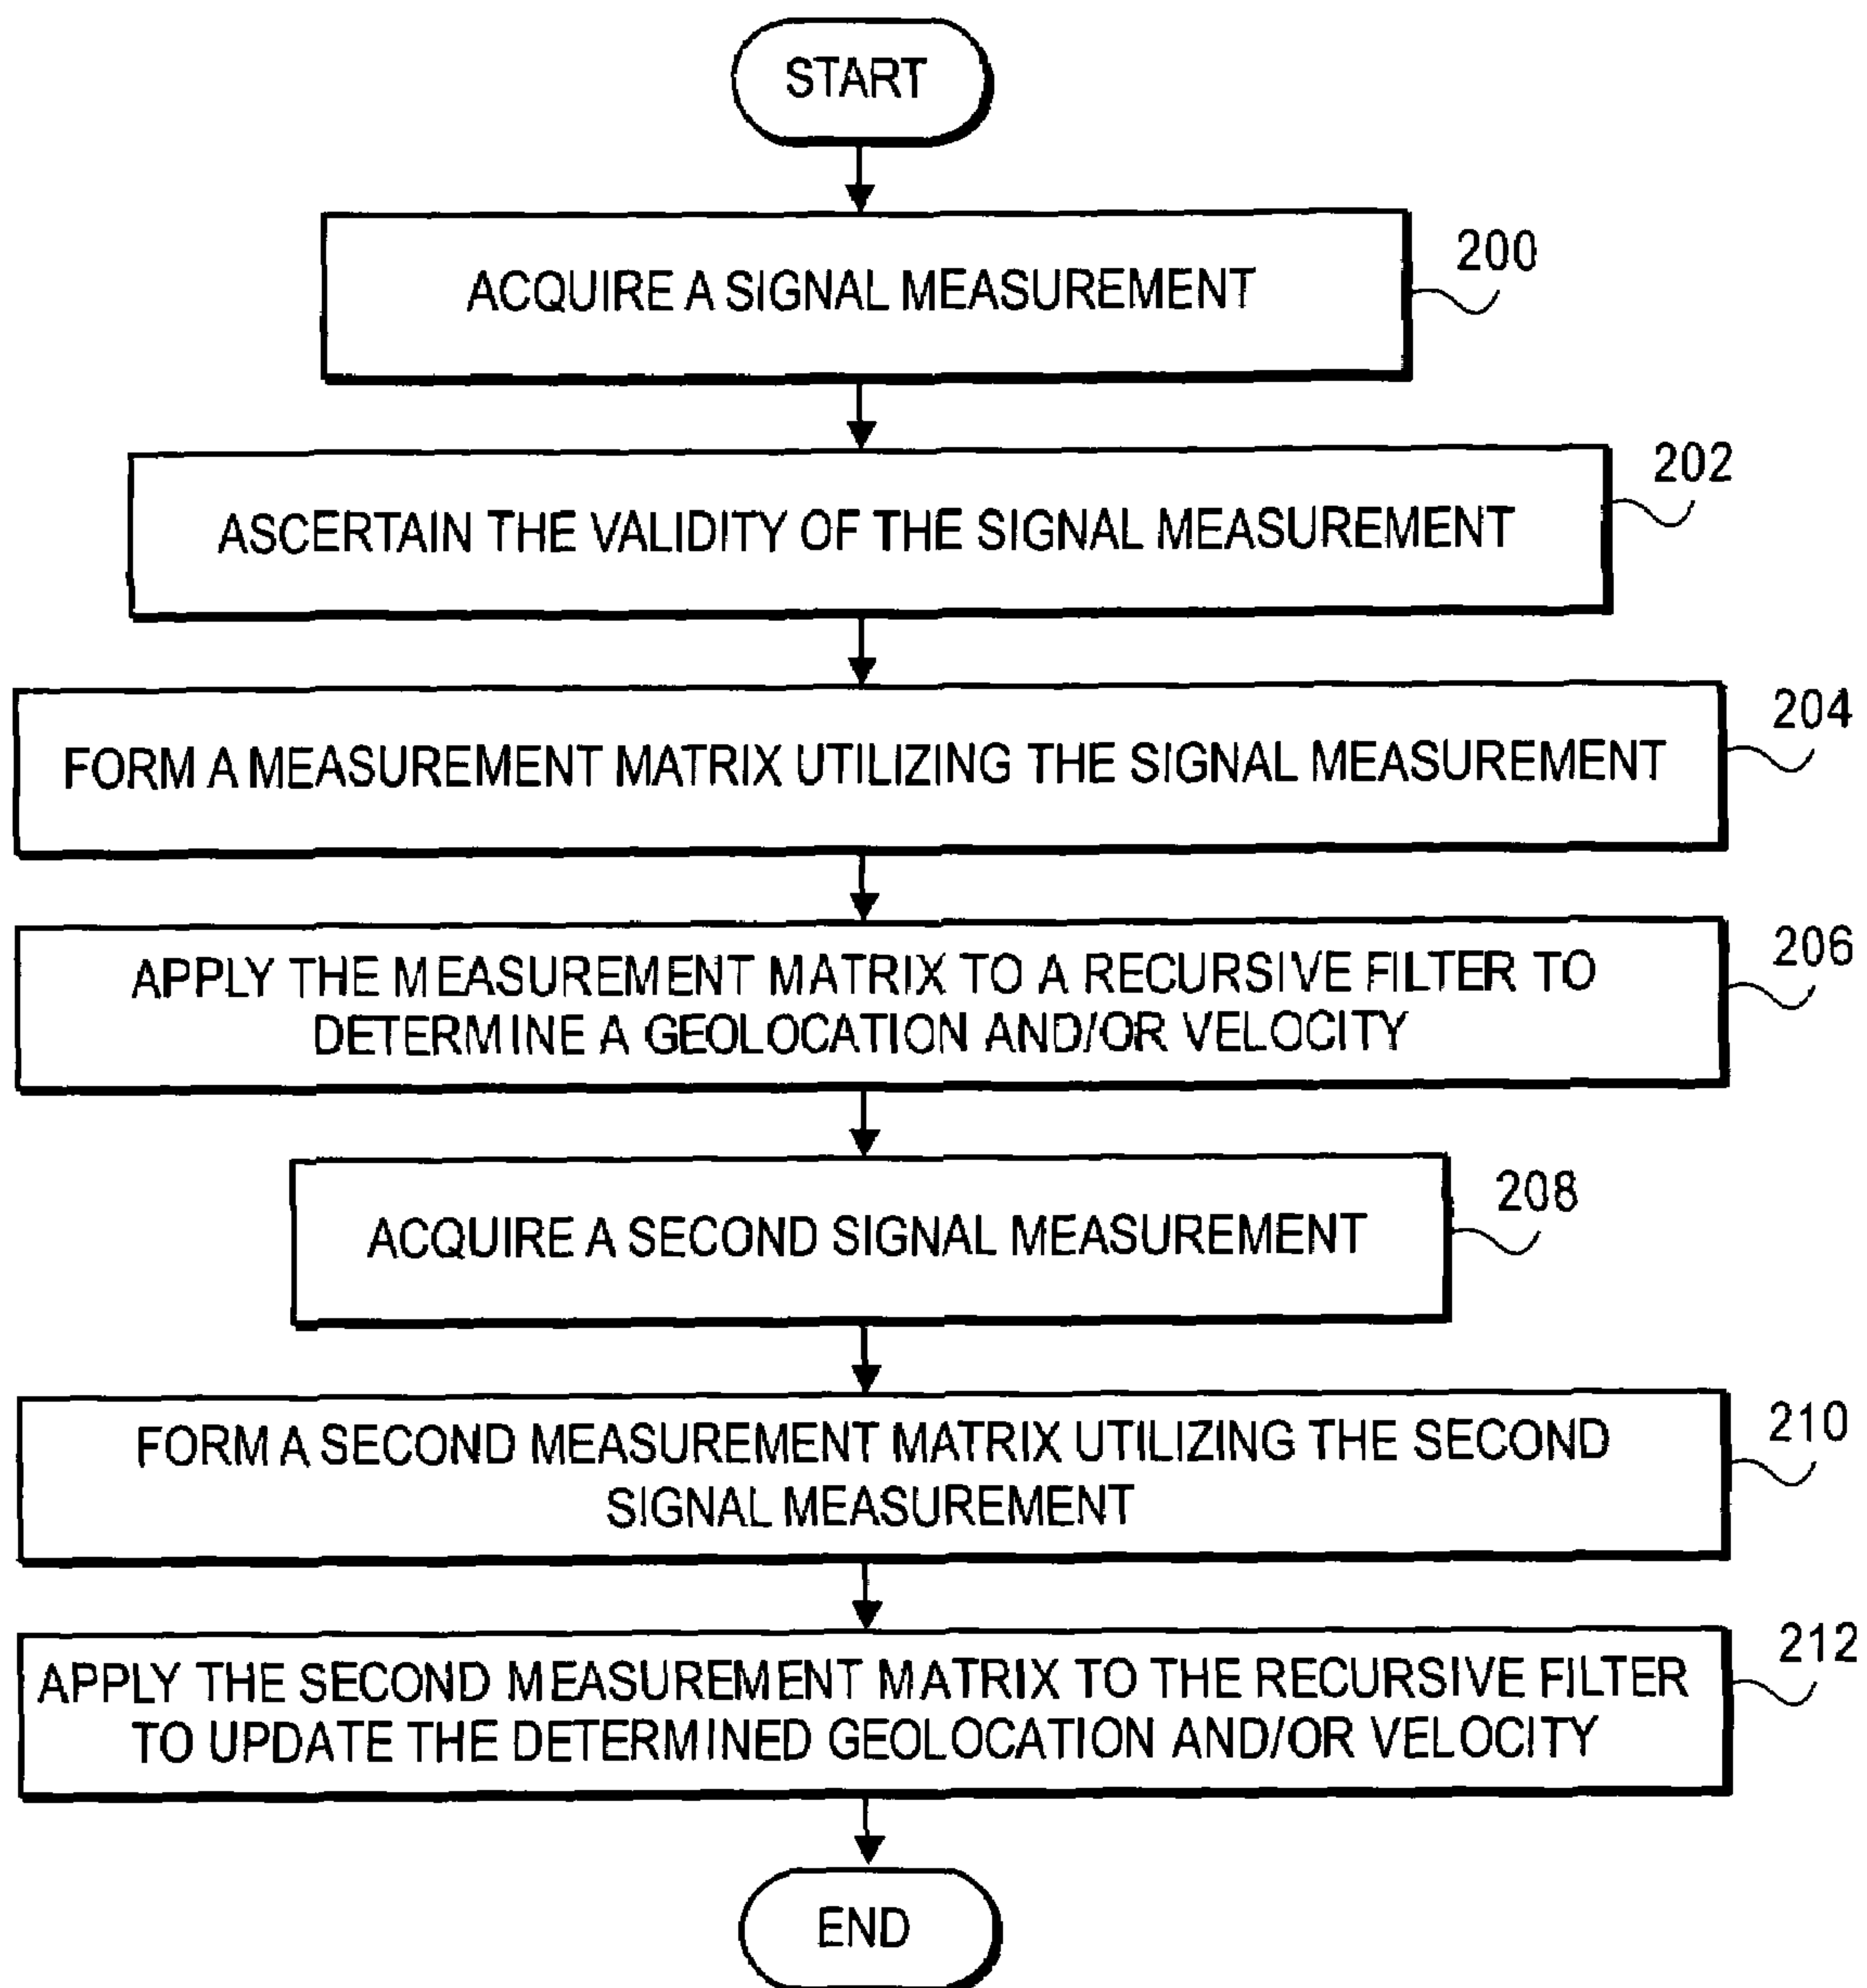 START
ACQUIRE A SIGNAL MEASUREMENT
200
ASCERTAIN THE VALIDITY OF THE SIGNAL MEASUREMENT
202
FORM A MEASUREMENT MATRIX UTILIZING THE SIGNAL MEASUREMENT
204
APPLY THE MEASUREMENT MATRIX TO A RECURSIVE FILTER TO
DETERMINE A GEOLOCATION AND/OR VELOCITY
206
ACQUIRE A SECOND SIGNAL MEASUREMENT
208
FORM A SECOND MEASUREMENT MATRIX UTILIZING THE SECOND
SIGNAL MEASUREMENT
210
APPLY THE SECOND MEASUREMENT MATRIX TO THE RECURSIVE FILTER
TO UPDATE THE DETERMINED GEOLOCATION AND/OR VELOCITY
212
END